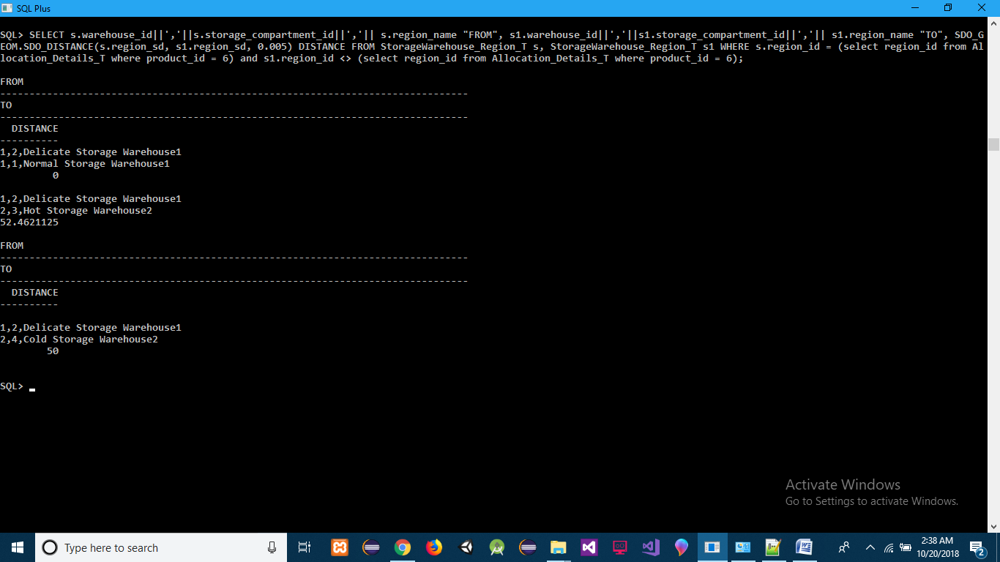 SQL Plus
SQL> SELECT s.warehouse_id||','||s.storage_compartment_id||','|| s.region_name "FROM", s1.warehouse_id||','||s1.storage_compartment_id||','|| s1.region_name "TO", SDO_G
EOM.SDO_DISTANCE(s.region_sd, s1.region_sd, 0.005) DISTANCE FROM StorageWarehouse_Region_T s, StorageWarehouse_Region_T s1 WHERE s.region_id = (select region_id from Al
location_Details_T where product_id = 6) and s1.region_id <> (select region_id from Allocation_Details_T where product_id = 6);
FROM
--------------------------------------------------------------------------------
TO
--------------------------------------------------------------------------------
  DISTANCE
----------
1,2,Delicate Storage Warehouse1
1,1,Normal Storage Warehouse1
         0
1,2,Delicate Storage Warehouse1
2,3,Hot Storage Warehouse2
52.4621125
FROM
--------------------------------------------------------------------------------
TO
--------------------------------------------------------------------------------
  DISTANCE
----------
1,2,Delicate Storage Warehouse1
2,4,Cold Storage Warehouse2
        50
SQL> _
Activate Windows
Go to Settings to activate Windows.
Type here to search
2:38 AM
10/20/2018
2